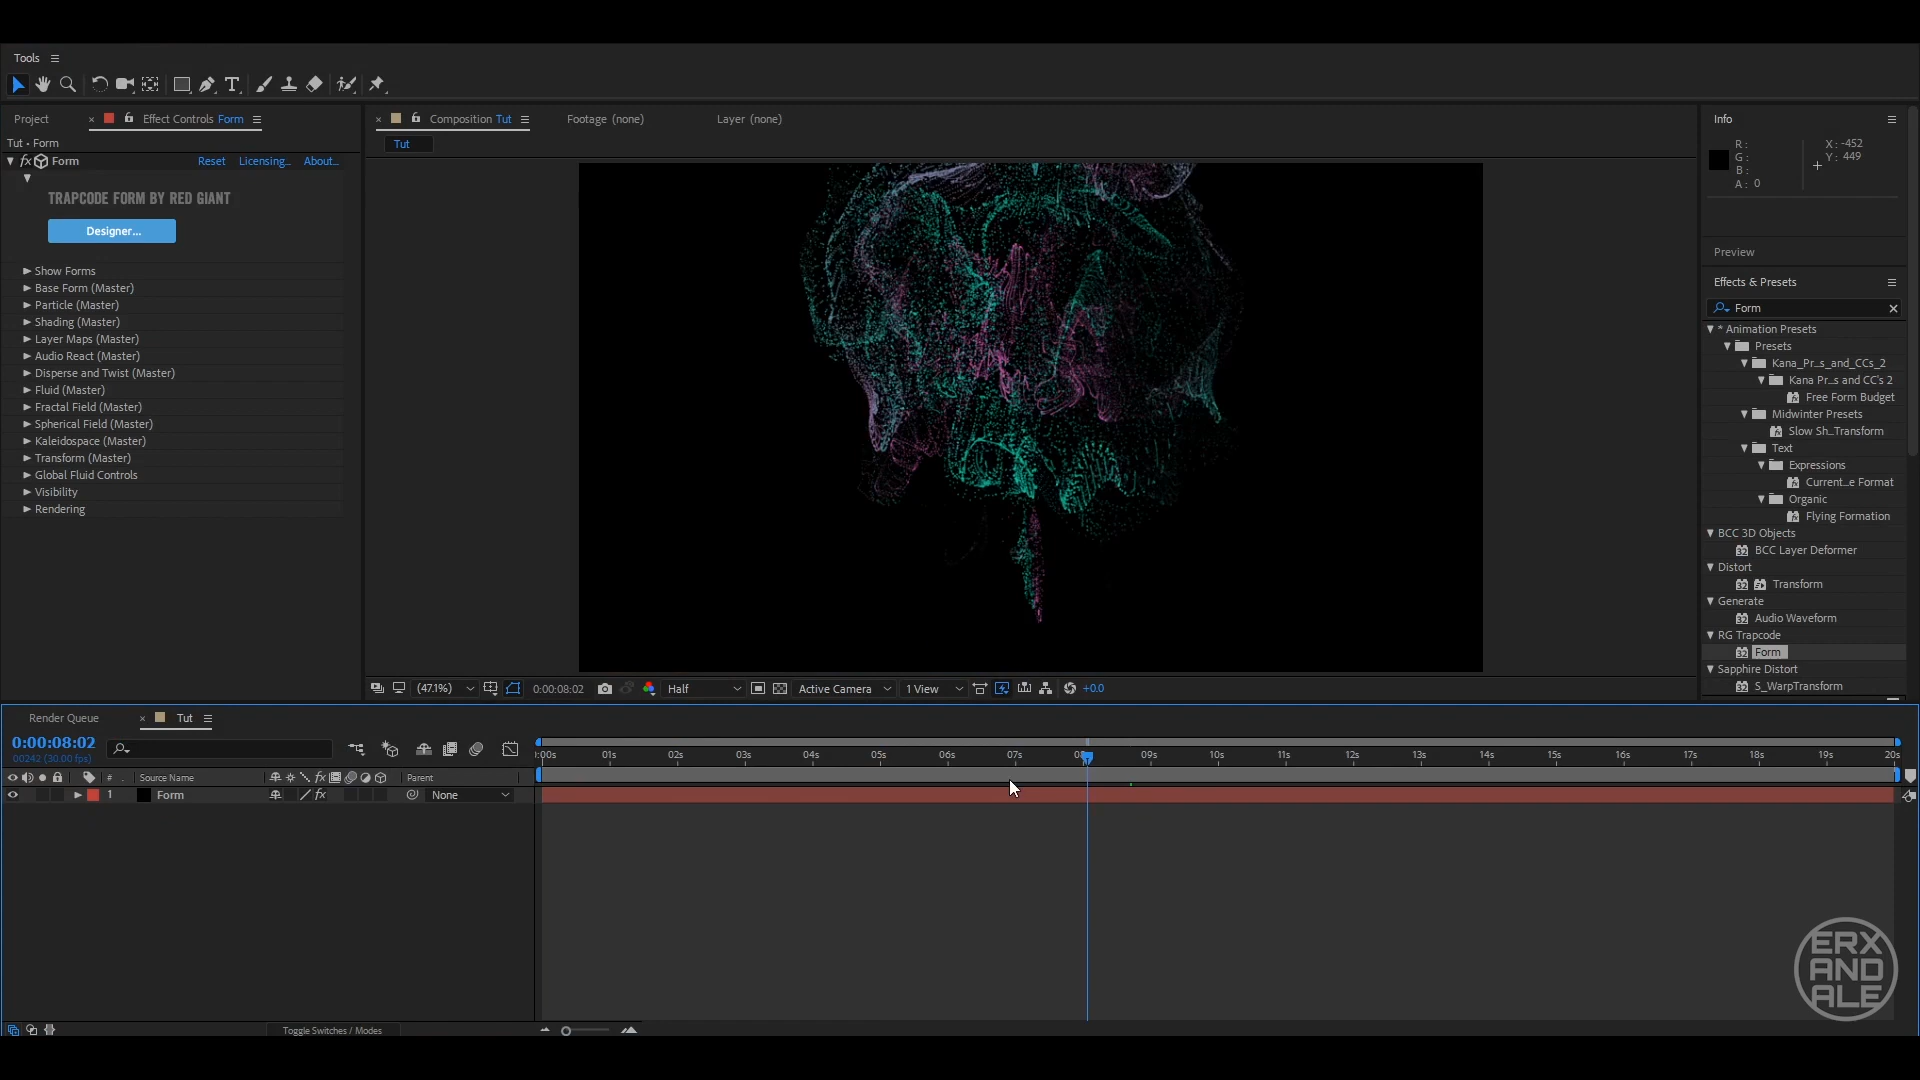 Tools
Project
Effect Controls Form
Tut • Form
fx Form Reset Licensing... About...
TRAPCODE FORM BY RED GIANT
Designer...
Show Forms
Base Form (Master)
Particle (Master)
Shading (Master)
Layer Maps (Master)
Audio React (Master)
Disperse and Twist (Master)
Fluid (Master)
Fractal Field (Master)
Spherical Field (Master)
Kaleidospace (Master)
Transform (Master)
Global Fluid Controls
Visibility
Rendering
Composition Tut
Footage (none)
Layer (none)
Tut
(47.1%) 0:00:08:02 Half Active Camera 1 View +0.0
Info
R :
G :
B :
A : 0
X : -452
Y : 449
Preview
Effects & Presets
Form
* Animation Presets
Presets
Kana_Pr...s_and_CCs_2
Kana Pr...s and CC's 2
Free Form Budget
Midwinter Presets
Slow Sh...Transform
Text
Expressions
Current...e Format
Organic
Flying Formation
BCC 3D Objects
BCC Layer Deformer
Distort
Transform
Generate
Audio Waveform
RG Trapcode
Form
Sapphire Distort
S_WarpTransform
Render Queue
Tut
0:00:08:02
00242 (30.00 fps)
:00s 01s 02s 03s 04s 05s 06s 07s 09s 10s 11s 12s 13s 14s 15s 16s 17s 18s 19s 20s
# Source Name fx Parent
1 Form fx None
Toggle Switches / Modes
ERX
AND
ALE